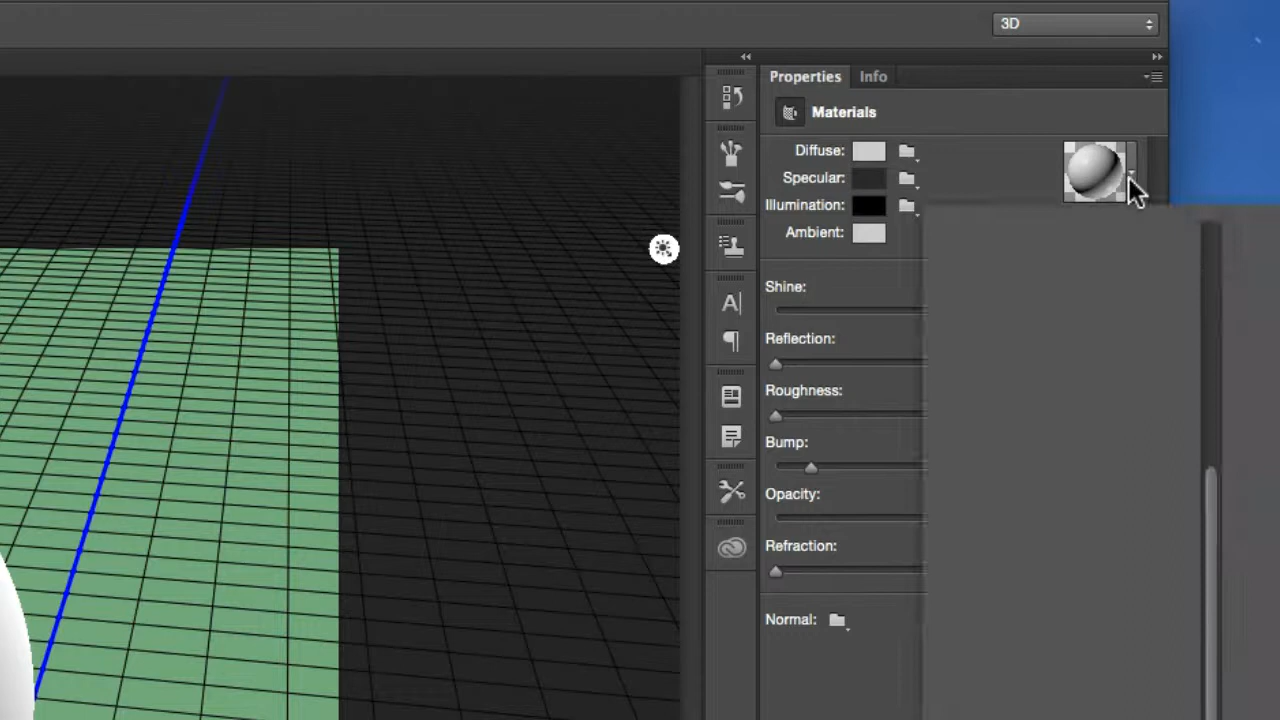 3D
Properties Info
Materials
Diffuse:
Specular:
Illumination:
Ambient:
Shine:
Reflection:
Roughness:
Bump:
Opacity:
Refraction:
Normal: